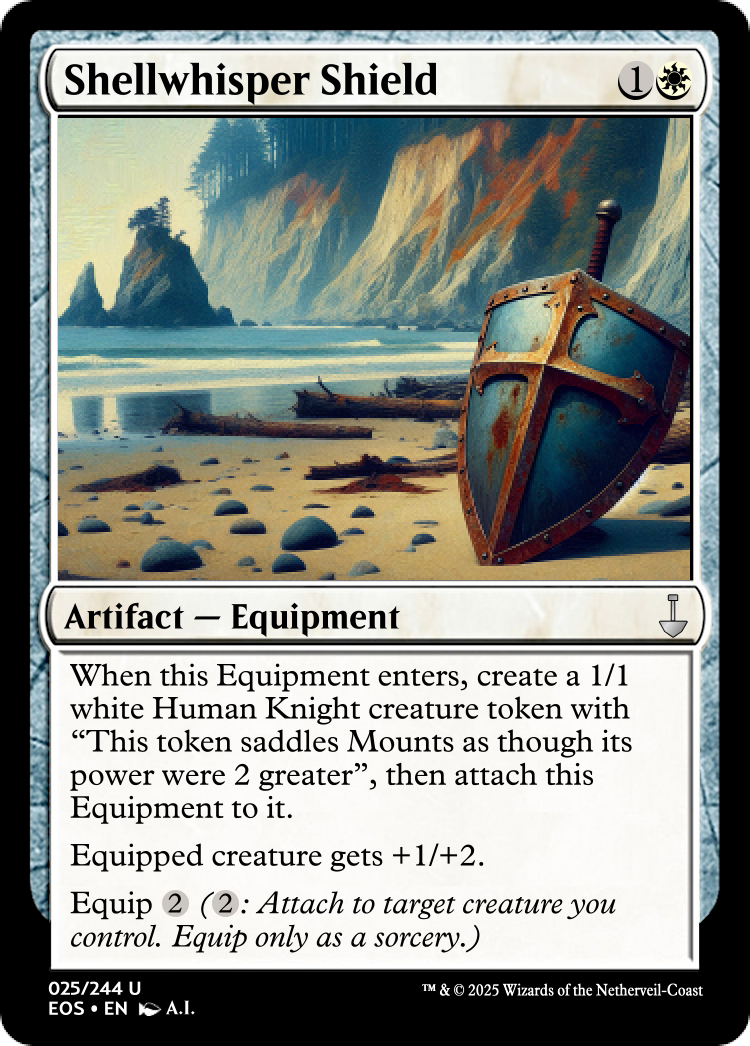 Shellwhisper Shield 1
Artifact — Equipment
When this Equipment enters, create a 1/1
white Human Knight creature token with
“This token saddles Mounts as though its
power were 2 greater”, then attach this
Equipment to it.
Equipped creature gets +1/+2.
Equip 2 (2: Attach to target creature you
control. Equip only as a sorcery.)
025/244 U
™ & © 2025 Wizards of the Netherveil-Coast
EOS • EN A.I.